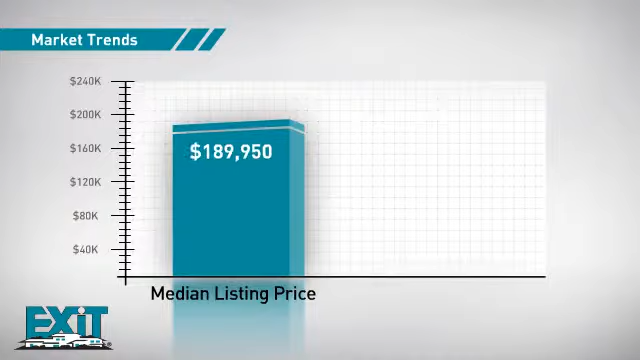 Market Trends
$240K
$200K
$160K
$120K
$80K
$40K
$189,950
Median Listing Price
EXIT